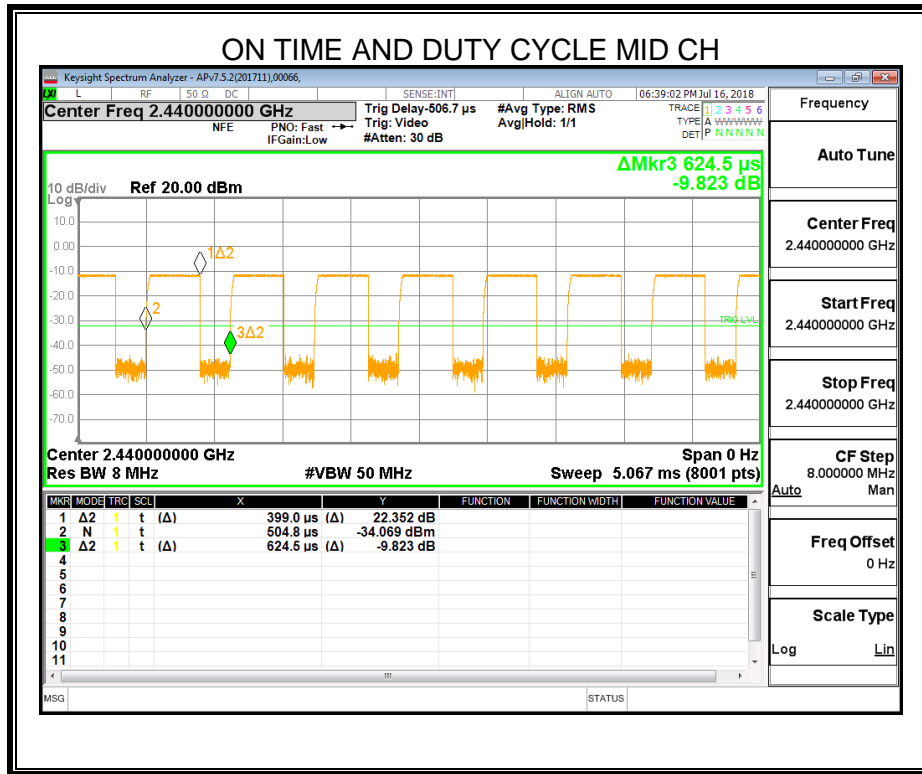 ON TIME AND DUTY CYCLE MID CH
Keysight Spectrum Analyzer - APv7.5.2(201711),00066,
LXI L RF 50 Ω DC SENSE:INT ALIGN AUTO 06:39:02 PM Jul 16, 2018
Center Freq 2.440000000 GHz
NFE
PNO: Fast
IFGain:Low
Trig Delay-506.7 µs
Trig: Video
#Atten: 30 dB
#Avg Type: RMS
Avg|Hold: 1/1
TRACE 1 2 3 4 5 6
TYPE A WWWWWW
DET P N N N N N
ΔMkr3 624.5 µs
-9.823 dB
10 dB/div Ref 20.00 dBm
Log
10.0
0.00
-10.0
-20.0
-30.0
-40.0
-50.0
-60.0
-70.0
1Δ2
2
3Δ2
TRIG LVL
Center 2.440000000 GHz Span 0 Hz
Res BW 8 MHz #VBW 50 MHz Sweep 5.067 ms (8001 pts)
MKR MODE TRC SCL X Y FUNCTION FUNCTION WIDTH FUNCTION VALUE
1 Δ2 1 t (Δ) 399.0 µs (Δ) 22.352 dB
2 N 1 t 504.8 µs -34.069 dBm
3 Δ2 1 t (Δ) 624.5 µs (Δ) -9.823 dB
4
5
6
7
8
9
10
11
MSG STATUS
Frequency
Auto Tune
Center Freq
2.440000000 GHz
Start Freq
2.440000000 GHz
Stop Freq
2.440000000 GHz
CF Step
8.000000 MHz
Auto Man
Freq Offset
0 Hz
Scale Type
Log Lin